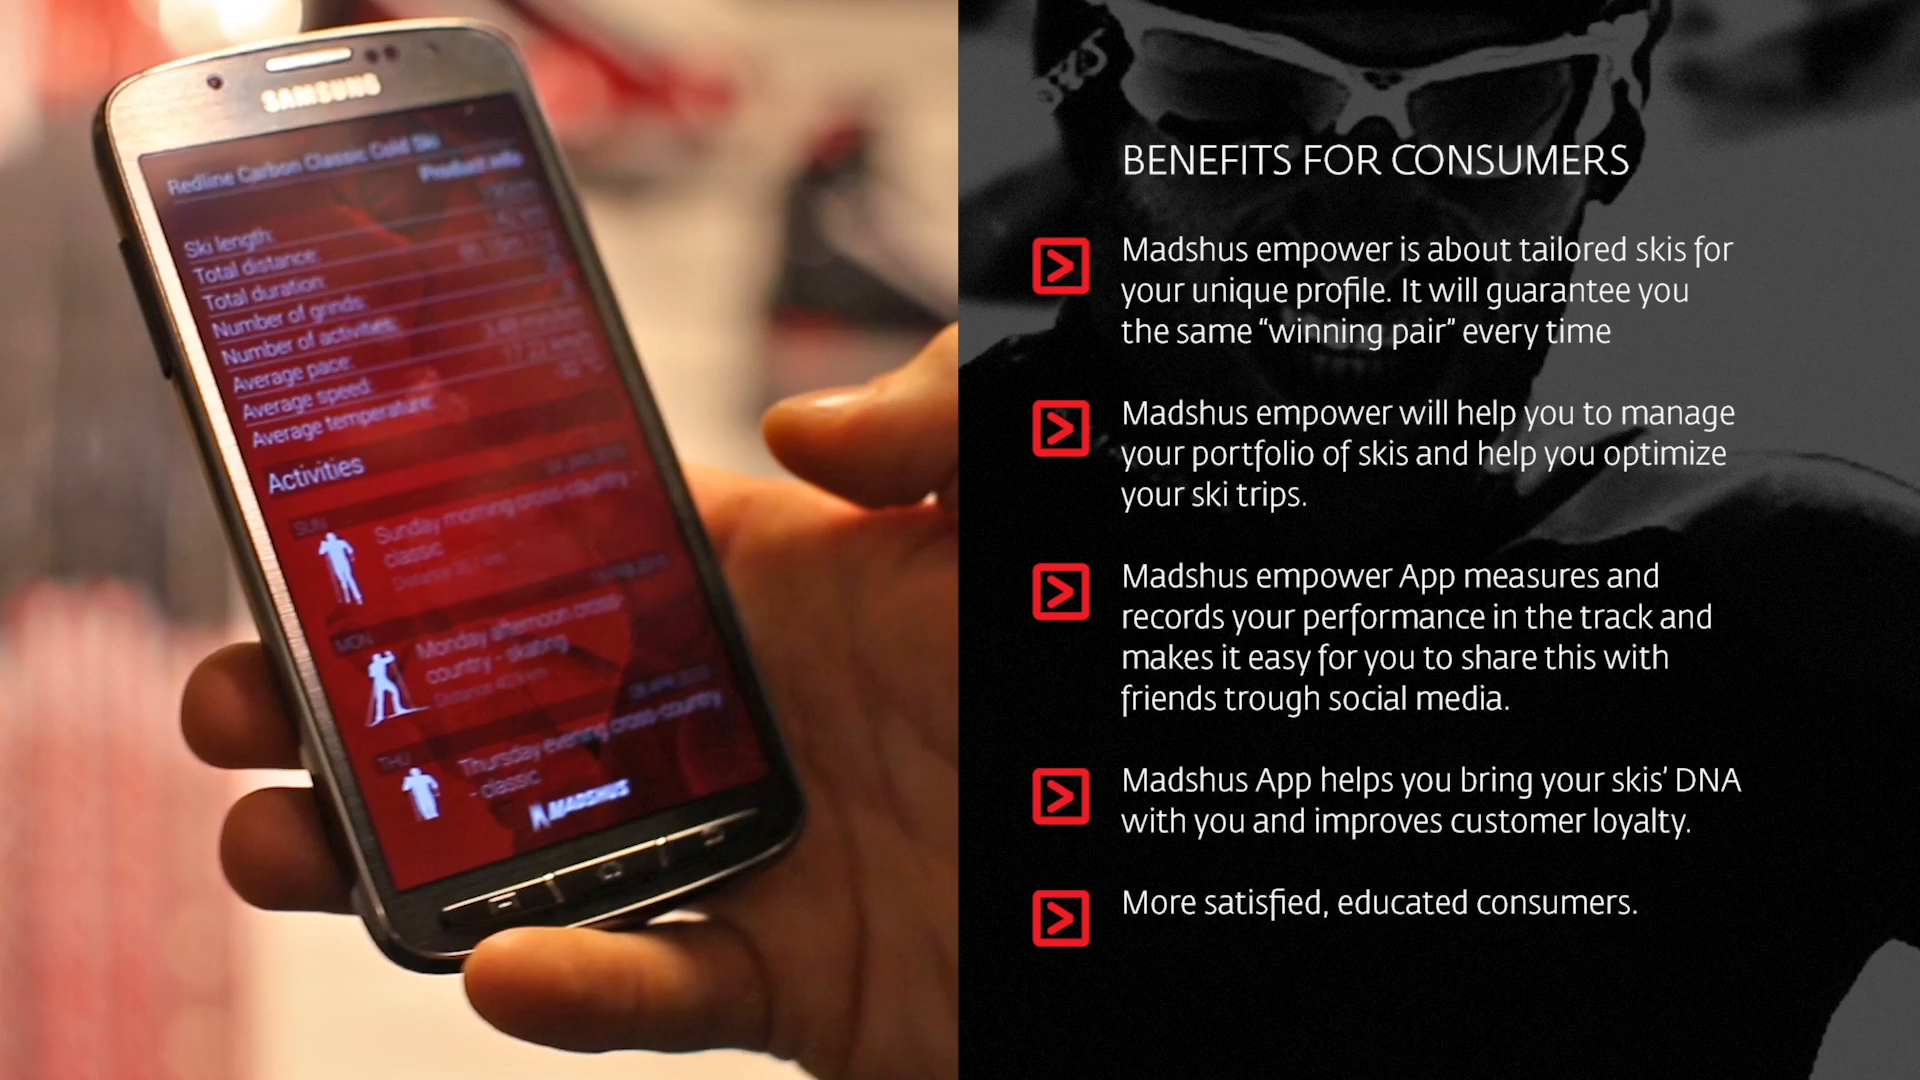 SAMSUNG
Redline Carbon Classic Cold Ski
Product info
Ski length:
Total distance:
Total duration:
Number of grinds:
Number of activities:
Average pace:
Average speed:
Average temperature:
Activities
SUN
Sunday morning cross-country -
classic
MON
Monday afternoon cross-
country - skating
THU
Thursday evening cross-country
- classic
MADSHUS
BENEFITS FOR CONSUMERS
Madshus empower is about tailored skis for
your unique profile. It will guarantee you
the same “winning pair” every time
Madshus empower will help you to manage
your portfolio of skis and help you optimize
your ski trips.
Madshus empower App measures and
records your performance in the track and
makes it easy for you to share this with
friends trough social media.
Madshus App helps you bring your skis’ DNA
with you and improves customer loyalty.
More satisfied, educated consumers.